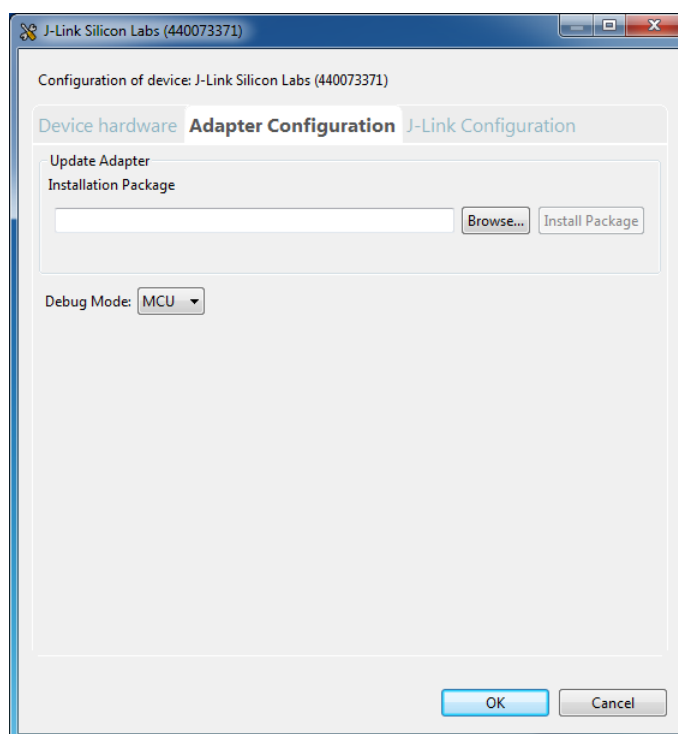 J-Link Silicon Labs (440073371)
Configuration of device: J-Link Silicon Labs (440073371)
Device hardware Adapter Configuration J-Link Configuration
Update Adapter
Installation Package
Browse... Install Package
Debug Mode: MCU
OK Cancel